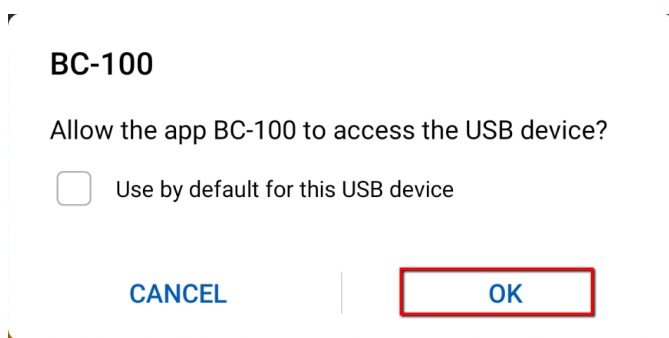 BC-100
Allow the app BC-100 to access the USB device?
Use by default for this USB device
CANCEL
OK